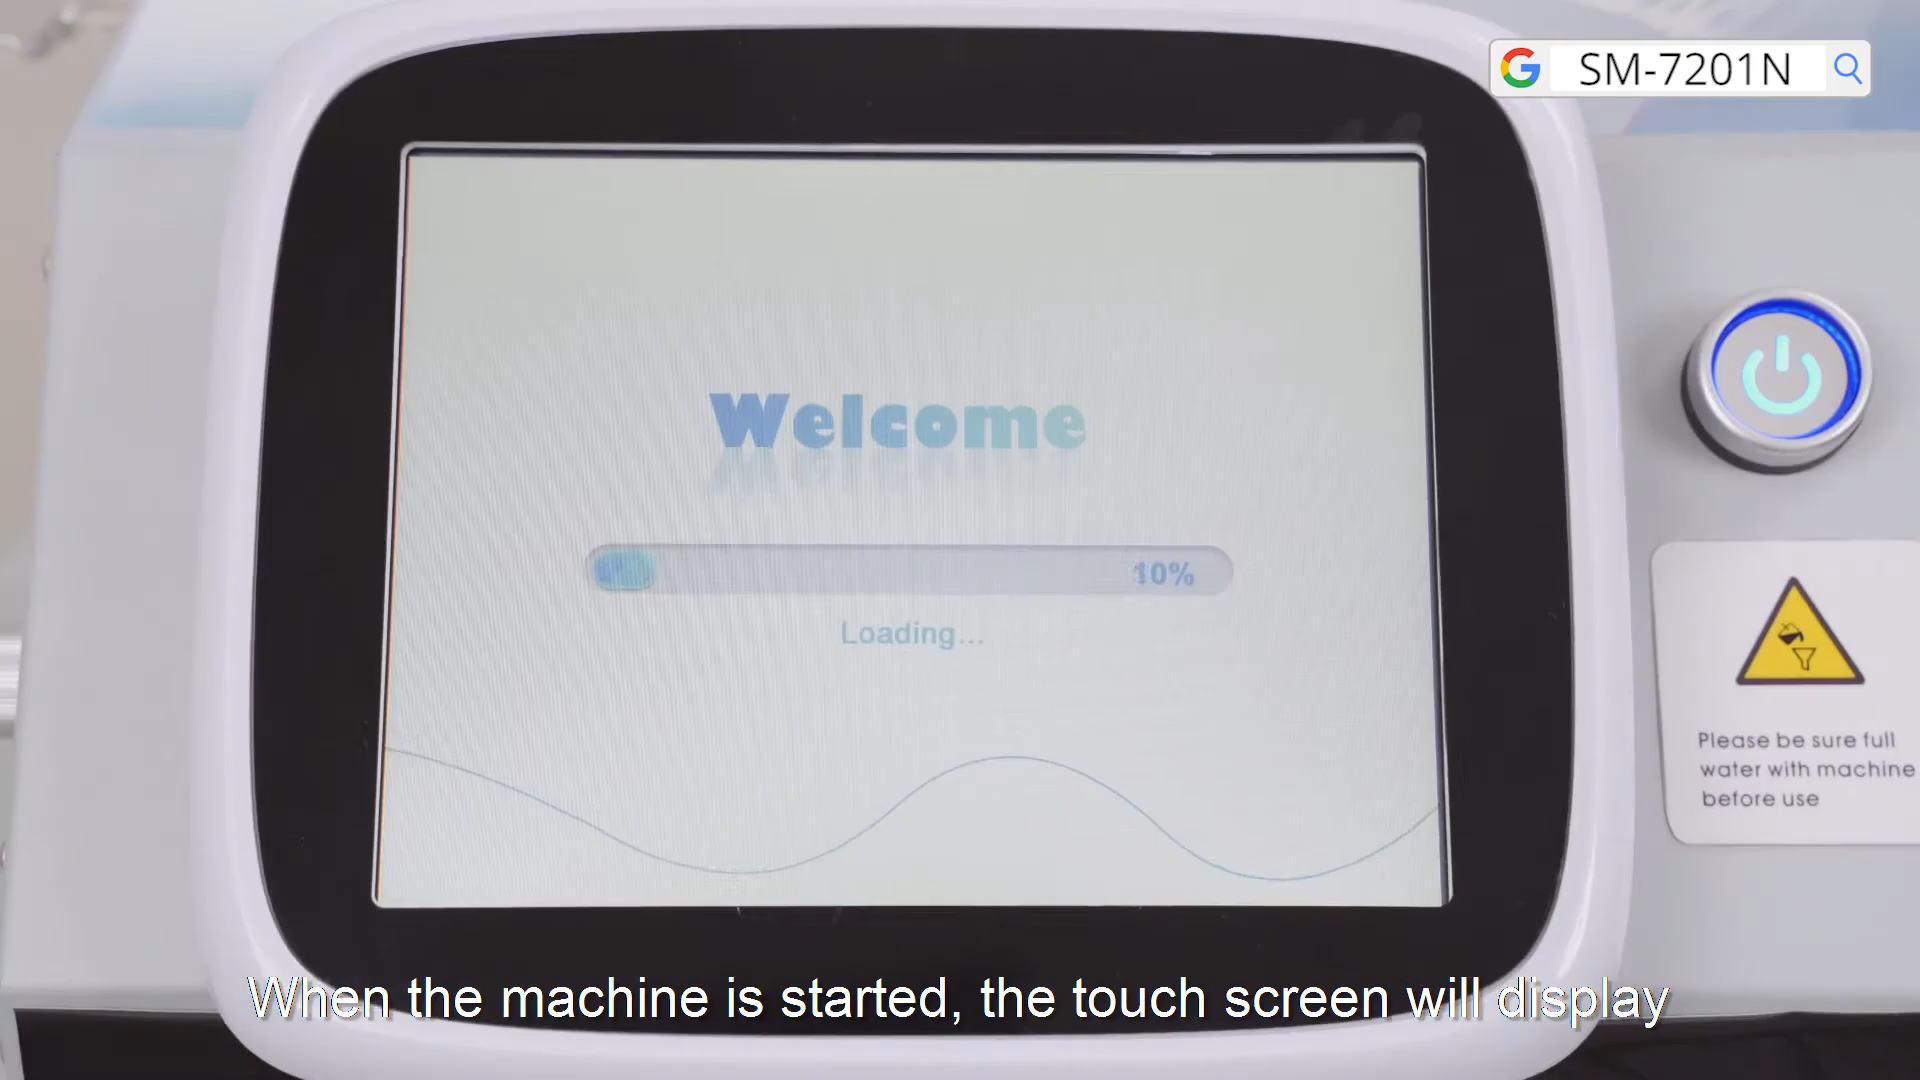 SM-7201N
Welcome
10%
Loading...
Please be sure full
water with machine
before use
When the machine is started, the touch screen will display